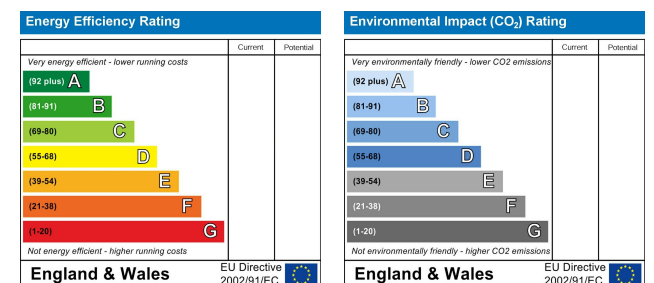 Energy Efficiency Rating
Current Potential
Very energy efficient - lower running costs
(92 plus) A
(81-91) B
(69-80) C
(55-68) D
(39-54) E
(21-38) F
(1-20) G
Not energy efficient - higher running costs
England & Wales
EU Directive
2002/91/EC
Environmental Impact (CO₂) Rating
Current Potential
Very environmentally friendly - lower CO2 emissions
(92 plus) A
(81-91) B
(69-80) C
(55-68) D
(39-54) E
(21-38) F
(1-20) G
Not environmentally friendly - higher CO2 emissions
England & Wales
EU Directive
2002/91/EC